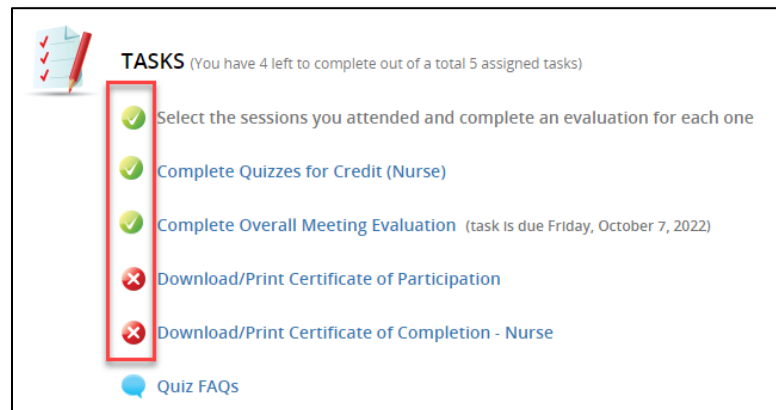 TASKS (You have 4 left to complete out of a total 5 assigned tasks)
Select the sessions you attended and complete an evaluation for each one
Complete Quizzes for Credit (Nurse)
Complete Overall Meeting Evaluation (task is due Friday, October 7, 2022)
Download/Print Certificate of Participation
Download/Print Certificate of Completion - Nurse
Quiz FAQs